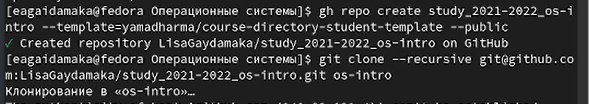 [eagaidamaka@fedora Операционные системы]$ gh repo create study_2021-2022_os-i
ntro --template=yamadharma/course-directory-student-template --public
✓ Created repository LisaGaydamaka/study_2021-2022_os-intro on GitHub
[eagaidamaka@fedora Операционные системы]$ git clone --recursive git@github.co
m:LisaGaydamaka/study_2021-2022_os-intro.git os-intro
Клонирование в «os-intro»…